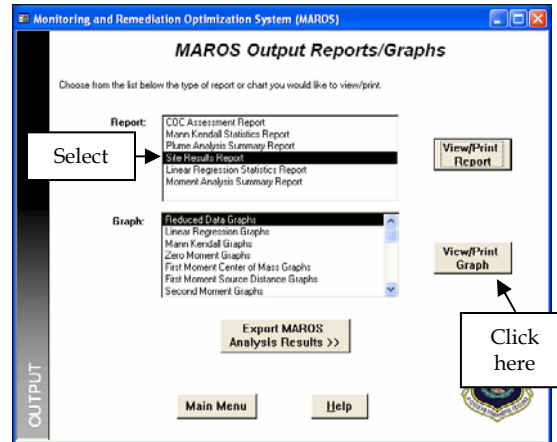 Monitoring and Remediation Optimization System (MAROS)
MAROS Output Reports/Graphs
Choose from the list below the type of report or chart you would like to view/print.
Report:
COC Assessment Report
Mann Kendall Statistics Report
Plume Analysis Summary Report
Site Results Report
Linear Regression Statistics Report
Moment Analysis Summary Report
Select
View/Print
Report
Graph:
Reduced Data Graphs
Linear Regression Graphs
Mann Kendall Graphs
Zero Moment Graphs
First Moment Center of Mass Graphs
First Moment Source Distance Graphs
Second Moment Graphs
View/Print
Graph
Click
here
Export MAROS
Analysis Results >>
Main Menu
Help
OUTPUT